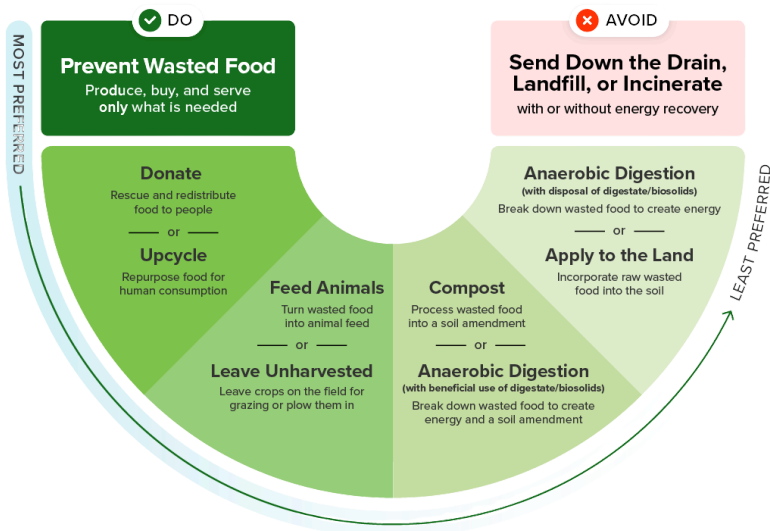 DO
AVOID
MOST PREFERRED
Prevent Wasted Food
Produce, buy, and serve
only what is needed
Send Down the Drain,
Landfill, or Incinerate
with or without energy recovery
Donate
Rescue and redistribute
food to people
or
Upcycle
Repurpose food for
human consumption
Feed Animals
Turn wasted food
into animal feed
or
Leave Unharvested
Leave crops on the field for
grazing or plow them in
Compost
Process wasted food
into a soil amendment
or
Anaerobic Digestion
(with beneficial use of digestate/biosolids)
Break down wasted food to create
energy and a soil amendment
Anaerobic Digestion
(with disposal of digestate/biosolids)
Break down wasted food to create energy
or
Apply to the Land
Incorporate raw wasted
food into the soil
LEAST PREFERRED